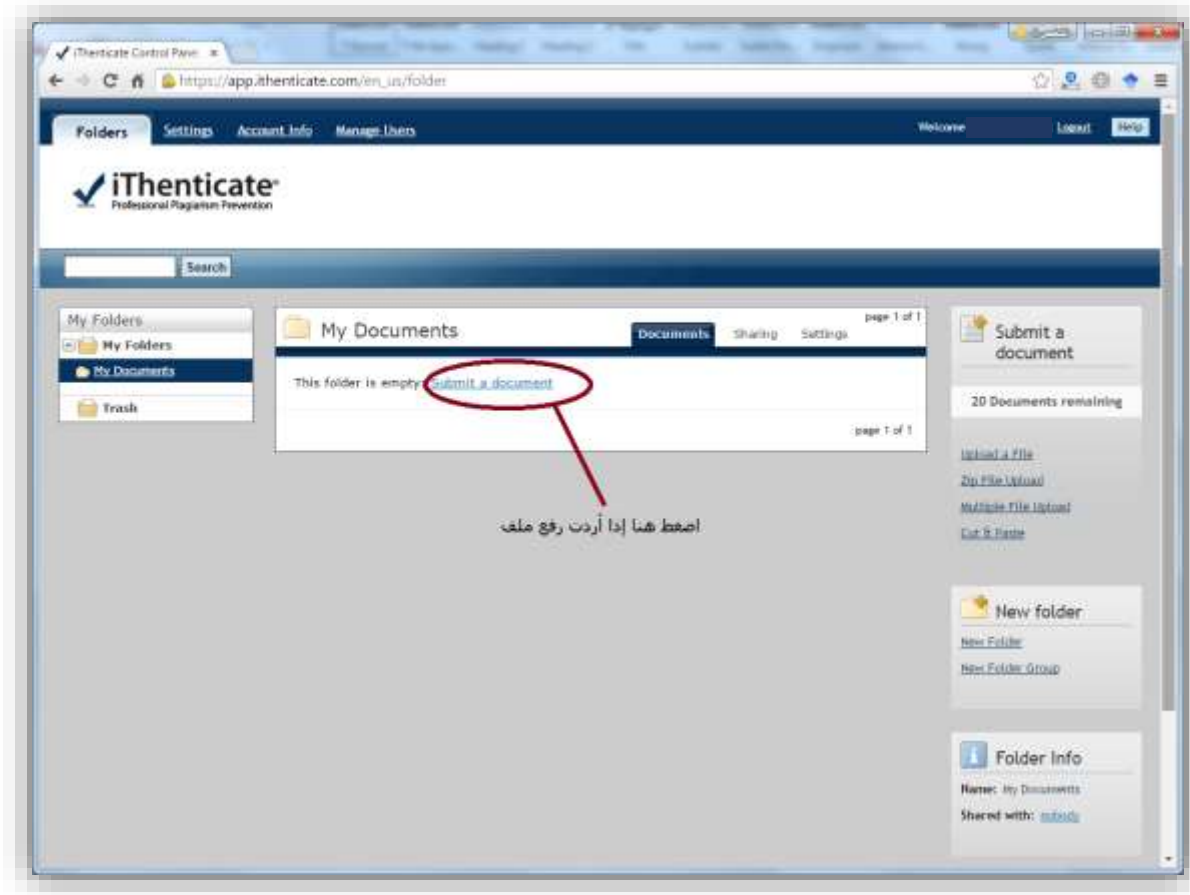 iThenticate Control Panel
https://app.ithenticate.com/en_us/folder
Folders Settings Account Info Manage Users Welcome Logout Help
iThenticate®
Professional Plagiarism Prevention
Search
My Folders
My Folders
My Documents
Trash
My Documents Documents Sharing Settings page 1 of 1
This folder is empty: Submit a document
page 1 of 1
اضغط هنا إدا أردت رفع ملف
Submit a
document
20 Documents remaining
Upload a File
Zip File Upload
Multiple File Upload
Cut & Paste
New folder
New Folder
New Folder Group
Folder Info
Name: My Documents
Shared with: nobody